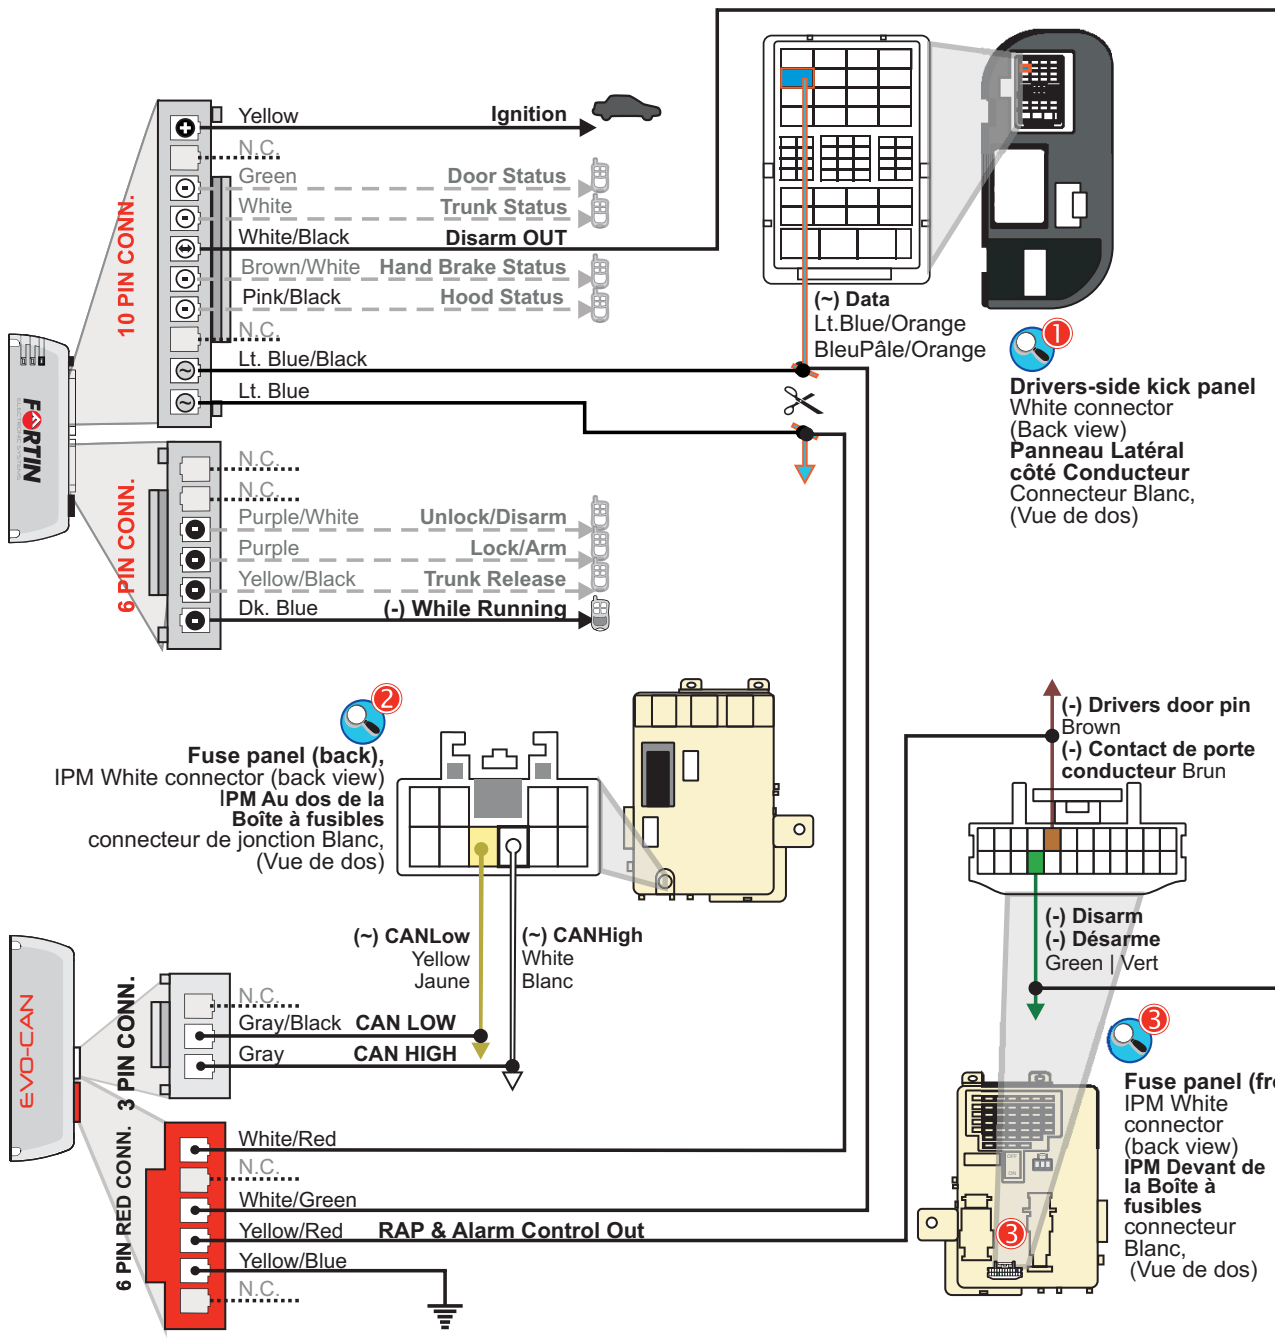 Yellow Ignition
N.C.
Green Door Status
White Trunk Status
White/Black Disarm OUT
Brown/White Hand Brake Status
Pink/Black Hood Status
N.C.
Lt. Blue/Black
Lt. Blue
10 PIN CONN.
FORTIN
ELECTRONIC SYSTEMS
N.C.
N.C.
Purple/White Unlock/Disarm
Purple Lock/Arm
Yellow/Black Trunk Release
Dk. Blue (-) While Running
6 PIN CONN.
(~) Data
Lt.Blue/Orange
BleuPâle/Orange
1
Drivers-side kick panel
White connector
(Back view)
Panneau Latéral
côté Conducteur
Connecteur Blanc,
(Vue de dos)
2
Fuse panel (back),
IPM White connector (back view)
IPM Au dos de la
Boîte à fusibles
connecteur de jonction Blanc,
(Vue de dos)
(~) CANLow
Yellow
Jaune
(~) CANHigh
White
Blanc
(-) Drivers door pin
Brown
(-) Contact de porte
conducteur Brun
(-) Disarm
(-) Désarme
Green | Vert
3
Fuse panel (fro
IPM White
connector
(back view)
IPM Devant de
la Boîte à
fusibles
connecteur
Blanc,
(Vue de dos)
OFF
ON
3
EVO-CAN
3 PIN CONN.
N.C.
Gray/Black CAN LOW
Gray CAN HIGH
6 PIN RED CONN.
White/Red
N.C.
White/Green
Yellow/Red RAP & Alarm Control Out
Yellow/Blue
N.C.